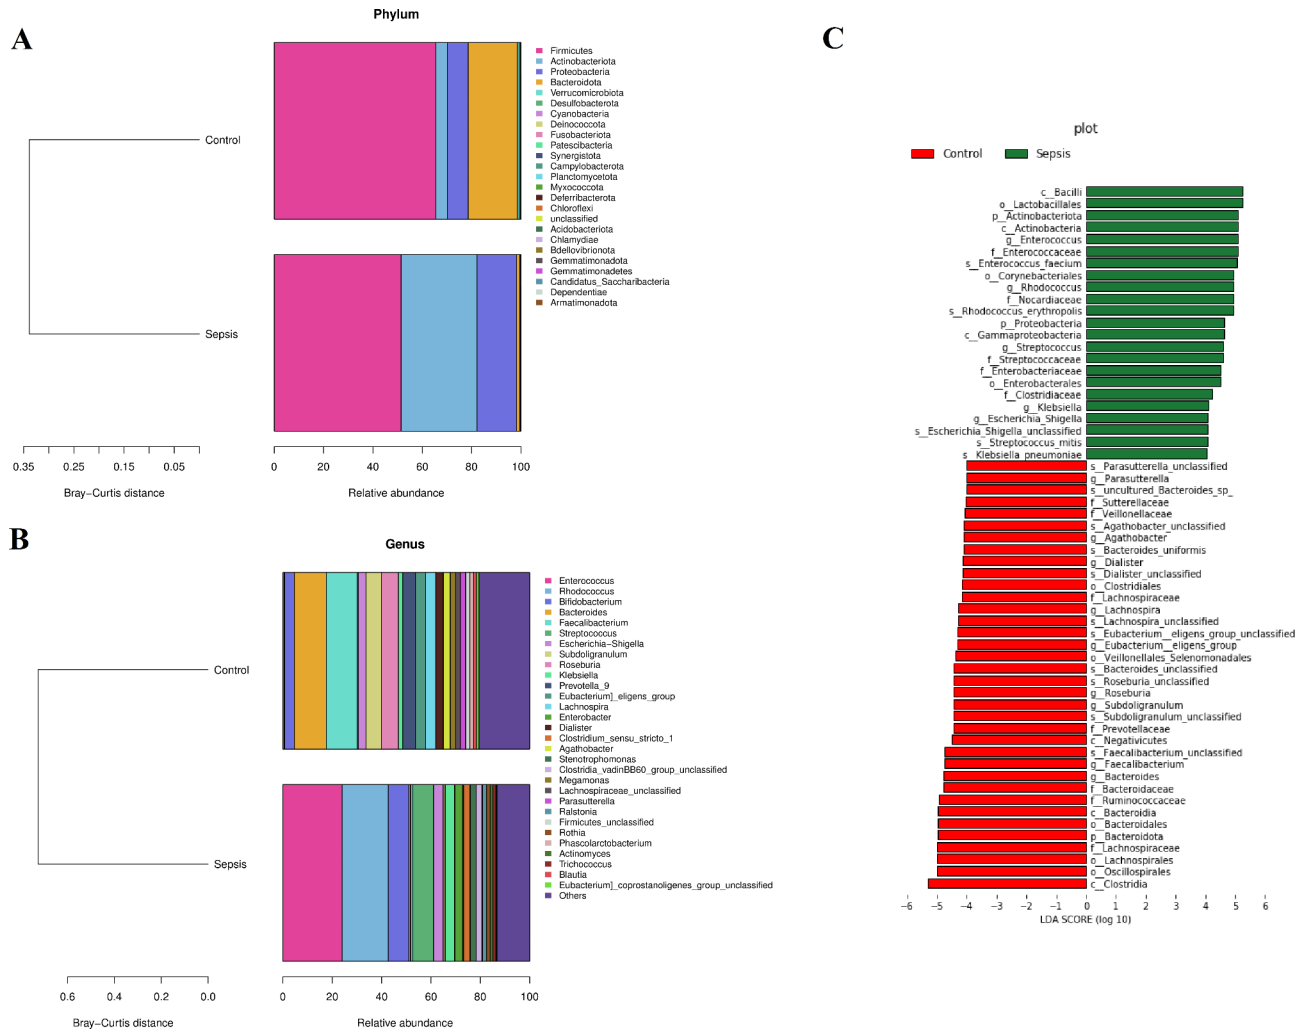 A
Phylum
Control
Sepsis
0.35
0.25
0.15
0.05
Bray−Curtis distance
0
20
40
60
80
100
Relative abundance
Firmicutes
Actinobacteriota
Proteobacteria
Bacteroidota
Verrucomicrobiota
Desulfobacterota
Cyanobacteria
Deinococcota
Fusobacteriota
Patescibacteria
Synergistota
Campylobacterota
Planctomycetota
Myxococcota
Deferribacterota
Chloroflexi
unclassified
Acidobacteriota
Chlamydiae
Bdellovibrionota
Gemmatimonadota
Gemmatimonadetes
Candidatus_Saccharibacteria
Dependentiae
Armatimonadota
B
Genus
Control
Sepsis
0.6
0.4
0.2
0.0
Bray−Curtis distance
0
20
40
60
80
100
Relative abundance
Enterococcus
Rhodococcus
Bifidobacterium
Bacteroides
Faecalibacterium
Streptococcus
Escherichia−Shigella
Subdoligranulum
Roseburia
Klebsiella
Prevotella_9
Eubacterium]_eligens_group
Lachnospira
Enterobacter
Dialister
Clostridium_sensu_stricto_1
Agathobacter
Stenotrophomonas
Clostridia_vadinBB60_group_unclassified
Megamonas
Lachnospiraceae_unclassified
Parasutterella
Ralstonia
Firmicutes_unclassified
Rothia
Phascolarctobacterium
Actinomyces
Trichococcus
Blautia
Eubacterium]_coprostanoligenes_group_unclassified
Others
C
plot
Control
Sepsis
c__Bacilli
o__Lactobacillales
p__Actinobacteriota
c__Actinobacteria
g__Enterococcus
f__Enterococcaceae
s__Enterococcus_faecium
o__Corynebacteriales
g__Rhodococcus
f__Nocardiaceae
s__Rhodococcus_erythropolis
p__Proteobacteria
c__Gammaproteobacteria
g__Streptococcus
f__Streptococcaceae
f__Enterobacteriaceae
o__Enterobacterales
f__Clostridiaceae
g__Klebsiella
g__Escherichia_Shigella
s__Escherichia_Shigella_unclassified
s__Streptococcus_mitis
s__Klebsiella_pneumoniae
s__Parasutterella_unclassified
g__Parasutterella
s__uncultured_Bacteroides_sp_
f__Sutterellaceae
f__Veillonellaceae
s__Agathobacter_unclassified
g__Agathobacter
s__Bacteroides_uniformis
g__Dialister
s__Dialister_unclassified
o__Clostridiales
f__Lachnospiraceae
g__Lachnospira
s__Lachnospira_unclassified
s__Eubacterium__eligens_group_unclassified
g__Eubacterium__eligens_group
o__Veillonellales_Selenomonadales
s__Bacteroides_unclassified
s__Roseburia_unclassified
g__Roseburia
g__Subdoligranulum
s__Subdoligranulum_unclassified
f__Prevotellaceae
c__Negativicutes
s__Faecalibacterium_unclassified
g__Faecalibacterium
g__Bacteroides
f__Bacteroidaceae
f__Ruminococcaceae
c__Bacteroidia
o__Bacteroidales
p__Bacteroidota
f__Lachnospiraceae
o__Lachnospirales
o__Oscillospirales
c__Clostridia
−6
−5
−4
−3
−2
−1
0
1
2
3
4
5
6
LDA SCORE (log 10)